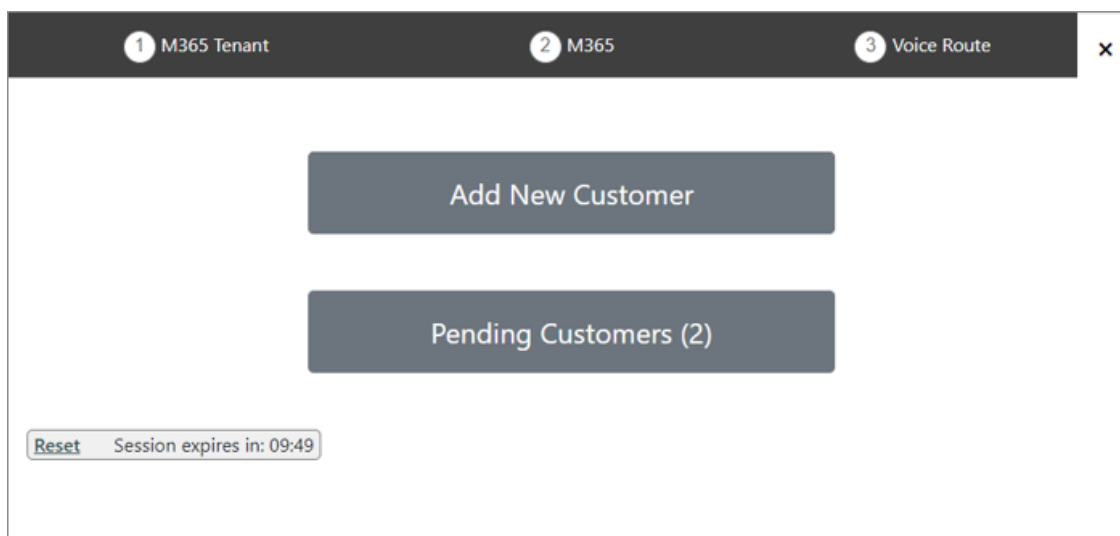 1 M365 Tenant 2 M365 3 Voice Route ×
Add New Customer
Pending Customers (2)
Reset Session expires in: 09:49